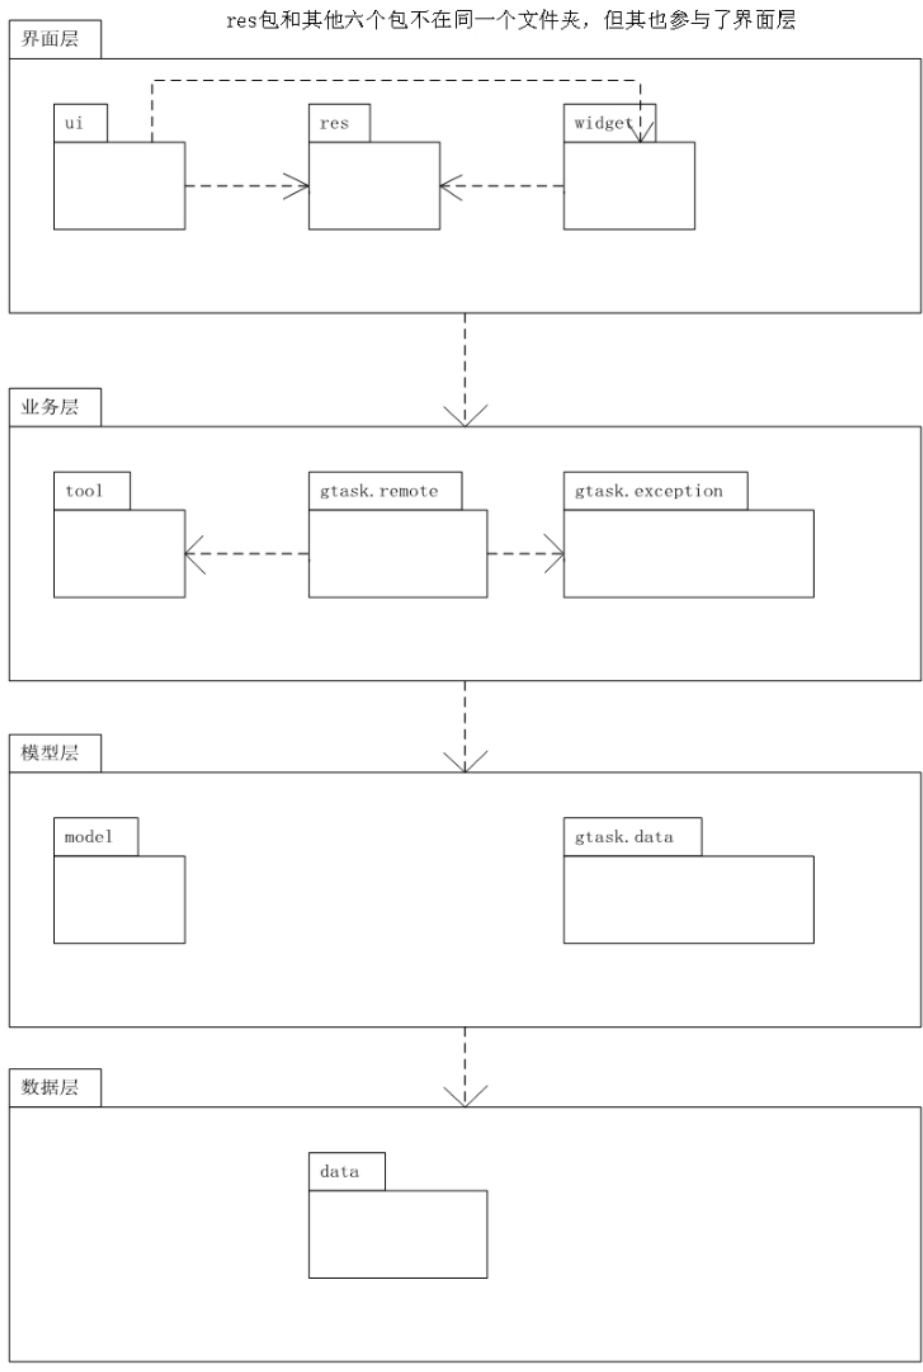 res包和其他六个包不在同一个文件夹，但其也参与了界面层
界面层
ui
res
widget
业务层
tool
gtask.remote
gtask.exception
模型层
model
gtask.data
数据层
data